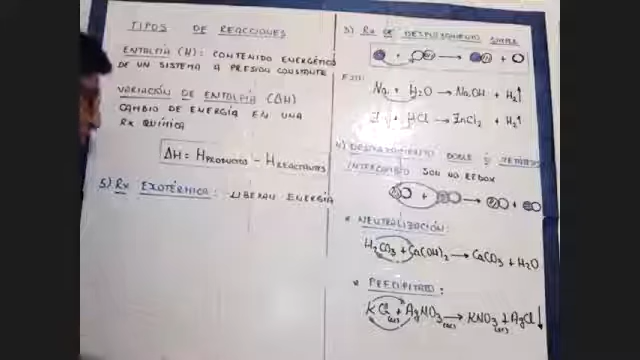 TIPOS DE REACCIONES
ENTALPÍA (H): CONTENIDO ENERGÉTICO
DE UN SISTEMA A PRESIÓN CONSTANTE
VARIACIÓN DE ENTALPÍA (ΔH)
CAMBIO DE ENERGÍA EN UNA
Rx QUÍMICA
ΔH = HPRODUCTOS − HREACTANTES
5) Rx EXOTÉRMICA: LIBERAN ENERGÍA
3) Rx DE DESPLAZAMIENTO SIMPLE
+ → +
Na + H2O → NaOH + H2↑
+ HCl → ZnCl2 + H2↑
4) DESPLAZAMIENTO DOBLE Ó
INTERCAMBIO SON NO REDOX
+ → +
* NEUTRALIZACIÓN:
H2CO3 + Ca(OH)2 → CaCO3 + H2O
* PRECIPITADO:
KCl(ac) + AgNO3(ac) → KNO3 + AgCl↓